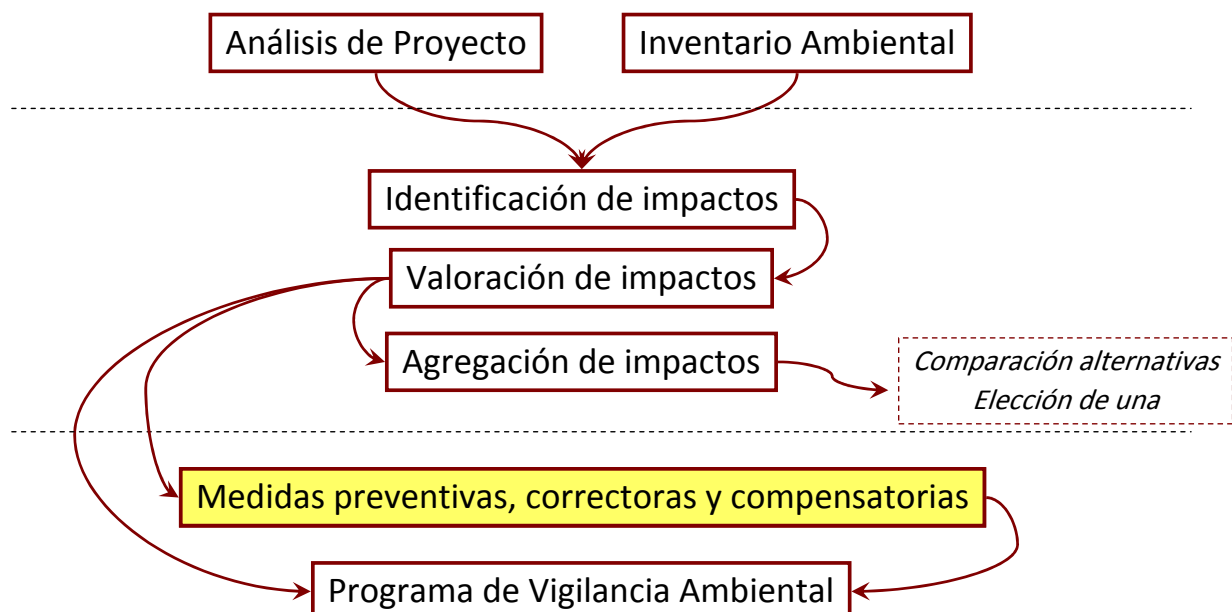 Análisis de Proyecto
Inventario Ambiental
Identificación de impactos
Valoración de impactos
Agregación de impactos
Comparación alternativas
Elección de una
Medidas preventivas, correctoras y compensatorias
Programa de Vigilancia Ambiental